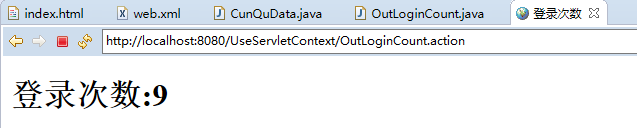 index.html web.xml CunQuData.java OutLoginCount.java 登录次数
http://localhost:8080/UseServletContext/OutLoginCount.action
登录次数:9